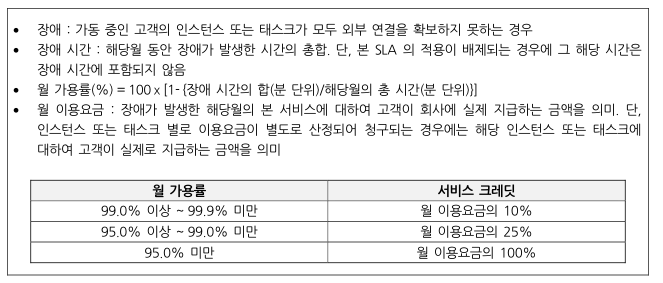 • 장애 : 가동 중인 고객의 인스턴스 또는 태스크가 모두 외부 연결을 확보하지 못하는 경우
• 장애 시간 : 해당월 동안 장애가 발생한 시간의 총합. 단, 본 SLA 의 적용이 배제되는 경우에 그 해당 시간은
장애 시간에 포함되지 않음
• 월 가용률(%) = 100 x [1-{장애 시간의 합(분 단위)/해당월의 총 시간(분 단위)}]
• 월 이용요금 : 장애가 발생한 해당월의 본 서비스에 대하여 고객이 회사에 실제 지급하는 금액을 의미. 단,
인스턴스 또는 태스크 별로 이용요금이 별도로 산정되어 청구되는 경우에는 해당 인스턴스 또는 태스크에
대하여 고객이 실제로 지급하는 금액을 의미
월 가용률 서비스 크레딧
99.0% 이상 ~ 99.9% 미만 월 이용요금의 10%
95.0% 이상 ~ 99.0% 미만 월 이용요금의 25%
95.0% 미만 월 이용요금의 100%